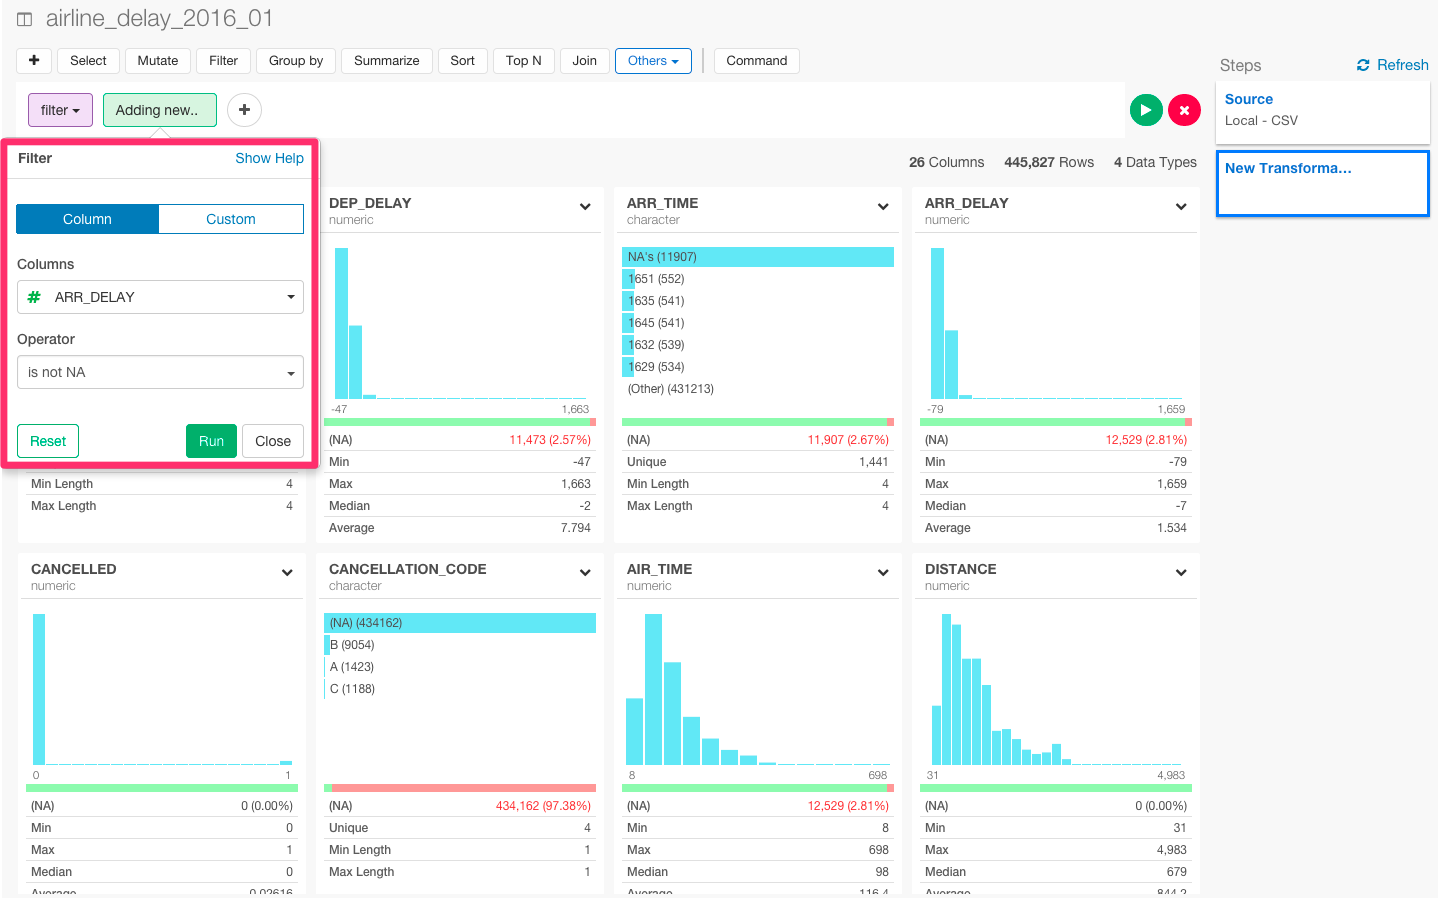 airline_delay_2016_01
+ Select Mutate Filter Group by Summarize Sort Top N Join Others Command
Steps Refresh
filter Adding new.. +
Source
Local - CSV
Filter Show Help
26 Columns 445,827 Rows 4 Data Types
New Transforma...
Column Custom
Columns
# ARR_DELAY
Operator
is not NA
Reset Run Close
Min Length 4
Max Length 4
DEP_DELAY
numeric
-47 1,663
(NA) 11,473 (2.57%)
Min -47
Max 1,663
Median -2
Average 7.794
ARR_TIME
character
NA's (11907)
1651 (552)
1635 (541)
1645 (541)
1632 (539)
1629 (534)
(Other) (431213)
(NA) 11,907 (2.67%)
Unique 1,441
Min Length 4
Max Length 4
ARR_DELAY
numeric
-79 1,659
(NA) 12,529 (2.81%)
Min -79
Max 1,659
Median -7
Average 1.534
CANCELLED
numeric
0 1
(NA) 0 (0.00%)
Min 0
Max 1
Median 0
Average 0.02616
CANCELLATION_CODE
character
(NA) (434162)
B (9054)
A (1423)
C (1188)
(NA) 434,162 (97.38%)
Unique 4
Min Length 1
Max Length 1
AIR_TIME
numeric
8 698
(NA) 12,529 (2.81%)
Min 8
Max 698
Median 98
Average 116.4
DISTANCE
numeric
31 4,983
(NA) 0 (0.00%)
Min 31
Max 4,983
Median 679
Average 844.2